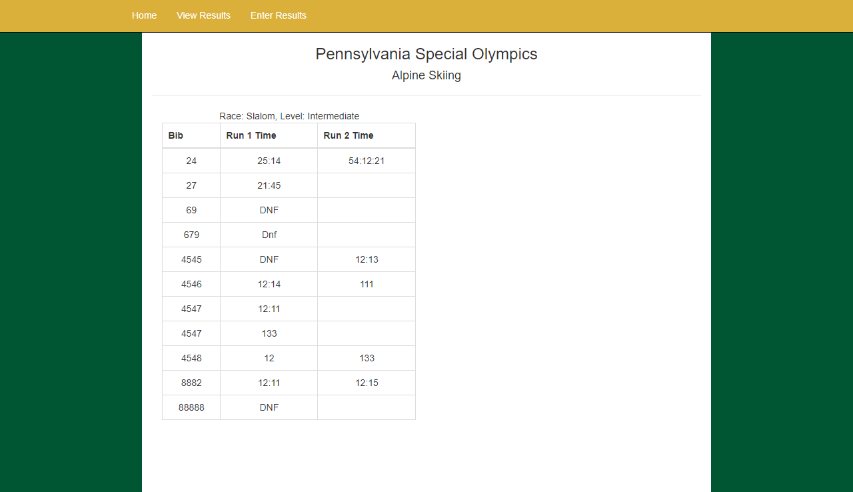 Home View Results Enter Results
Pennsylvania Special Olympics
Alpine Skiing
Race: Slalom, Level: Intermediate
Bib Run 1 Time Run 2 Time
24 25:14 54:12:21
27 21:45
69 DNF
679 Dnf
4545 DNF 12:13
4546 12:14 111
4547 12:11
4547 133
4548 12 133
8882 12:11 12:15
88888 DNF